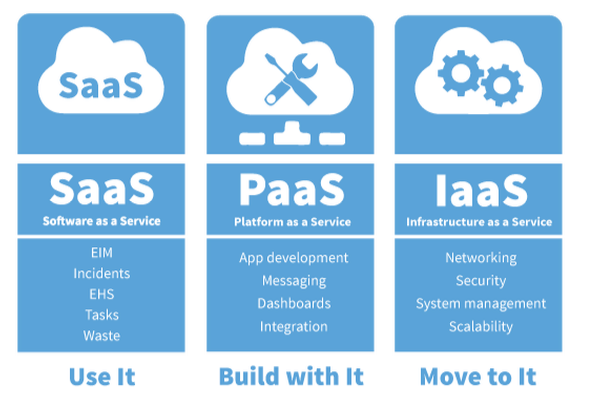 SaaS
SaaS
Software as a Service
EIM
Incidents
EHS
Tasks
Waste
Use It
PaaS
Platform as a Service
App development
Messaging
Dashboards
Integration
Build with It
IaaS
Infrastructure as a Service
Networking
Security
System management
Scalability
Move to It